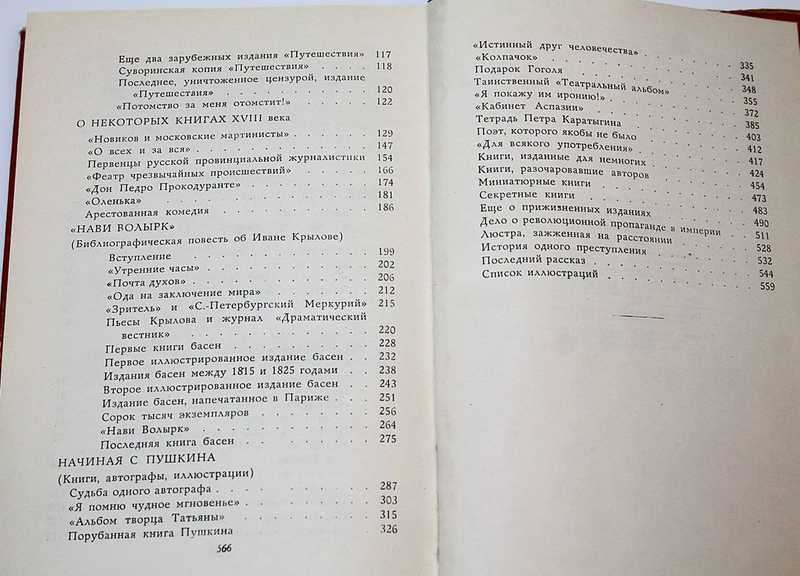 Еще два зарубежных издания «Путешествия» 117
Суворинская копия «Путешествия» . . . . 118
Последнее, уничтоженное цензурой, издание
«Путешествия» . . . . . . . . . 120
«Потомство за меня отомстит!» . . . . . 122
О НЕКОТОРЫХ КНИГАХ XVIII века
«Новиков и московские мартинисты» . . . . 129
«О всех и за вся» . . . . . . . . . 147
Первенцы русской провинциальной журналистики 154
«Феатр чрезвычайных происшествий» . . . . 166
«Дон Педро Прокодуранте» . . . . . . . 174
«Оленька» . . . . . . . . . . . 181
Арестованная комедия . . . . . . . . 186
«НАВИ ВОЛЫРК»
(Библиографическая повесть об Иване Крылове)
Вступление . . . . . . . . . . 199
«Утренние часы» . . . . . . . . . 202
«Почта духов» . . . . . . . . . . 206
«Ода на заключение мира» . . . . . . 212
«Зритель» и «С.-Петербургский Меркурий» 215
Пьесы Крылова и журнал «Драматический
вестник» . . . . . . . . . . 220
Первые книги басен . . . . . . . . 228
Первое иллюстрированное издание басен . . 232
Издания басен между 1815 и 1825 годами . . 238
Второе иллюстрированное издание басен . . 243
Издание басен, напечатанное в Париже . . . 251
Сорок тысяч экземпляров . . . . . . 256
«Нави Волырк» . . . . . . . . . 264
Последняя книга басен . . . . . . . 275
НАЧИНАЯ С ПУШКИНА
(Книги, автографы, иллюстрации)
Судьба одного автографа . . . . . . . . 287
«Я помню чудное мгновенье» . . . . . . . 303
«Альбом творца Татьяны» . . . . . . . 315
Порубанная книга Пушкина . . . . . . . 326
566
«Истинный друг человечества» . . . . . . 335
«Колпачок» . . . . . . . . . . . 341
Подарок Гоголя . . . . . . . . . . 348
Таинственный «Театральный альбом» . . . . 355
«Я покажу им иронию!» . . . . . . . . 372
«Кабинет Аспазии» . . . . . . . . . 385
Тетрадь Петра Каратыгина . . . . . . . 403
Поэт, которого якобы не было . . . . . . 412
«Для всякого употребления» . . . . . . . 417
Книги, изданные для немногих . . . . . . 424
Книги, разочаровавшие авторов . . . . . . 454
Миниатюрные книги . . . . . . . . . 473
Секретные книги . . . . . . . . . . 483
Еще о прижизненных изданиях . . . . . . 490
Дело о революционной пропаганде в империи . . 511
Люстра, зажженная на расстоянии . . . . . 528
История одного преступления . . . . . . 532
Последний рассказ . . . . . . . . . 544
Список иллюстраций . . . . . . . . . 559